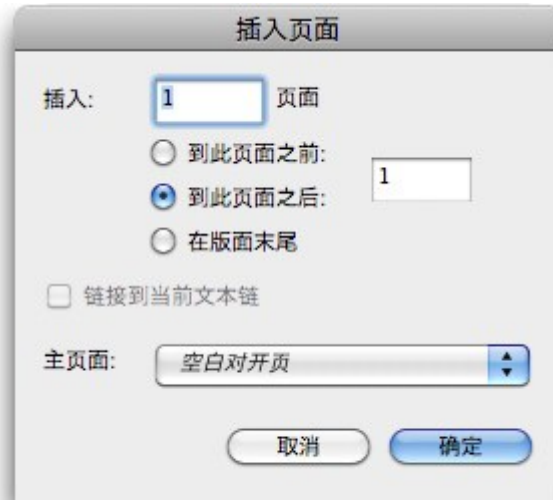 插入页面
插入: 1 页面
到此页面之前:
到此页面之后: 1
在版面末尾
链接到当前文本链
主页面: 空白对开页
取消 确定